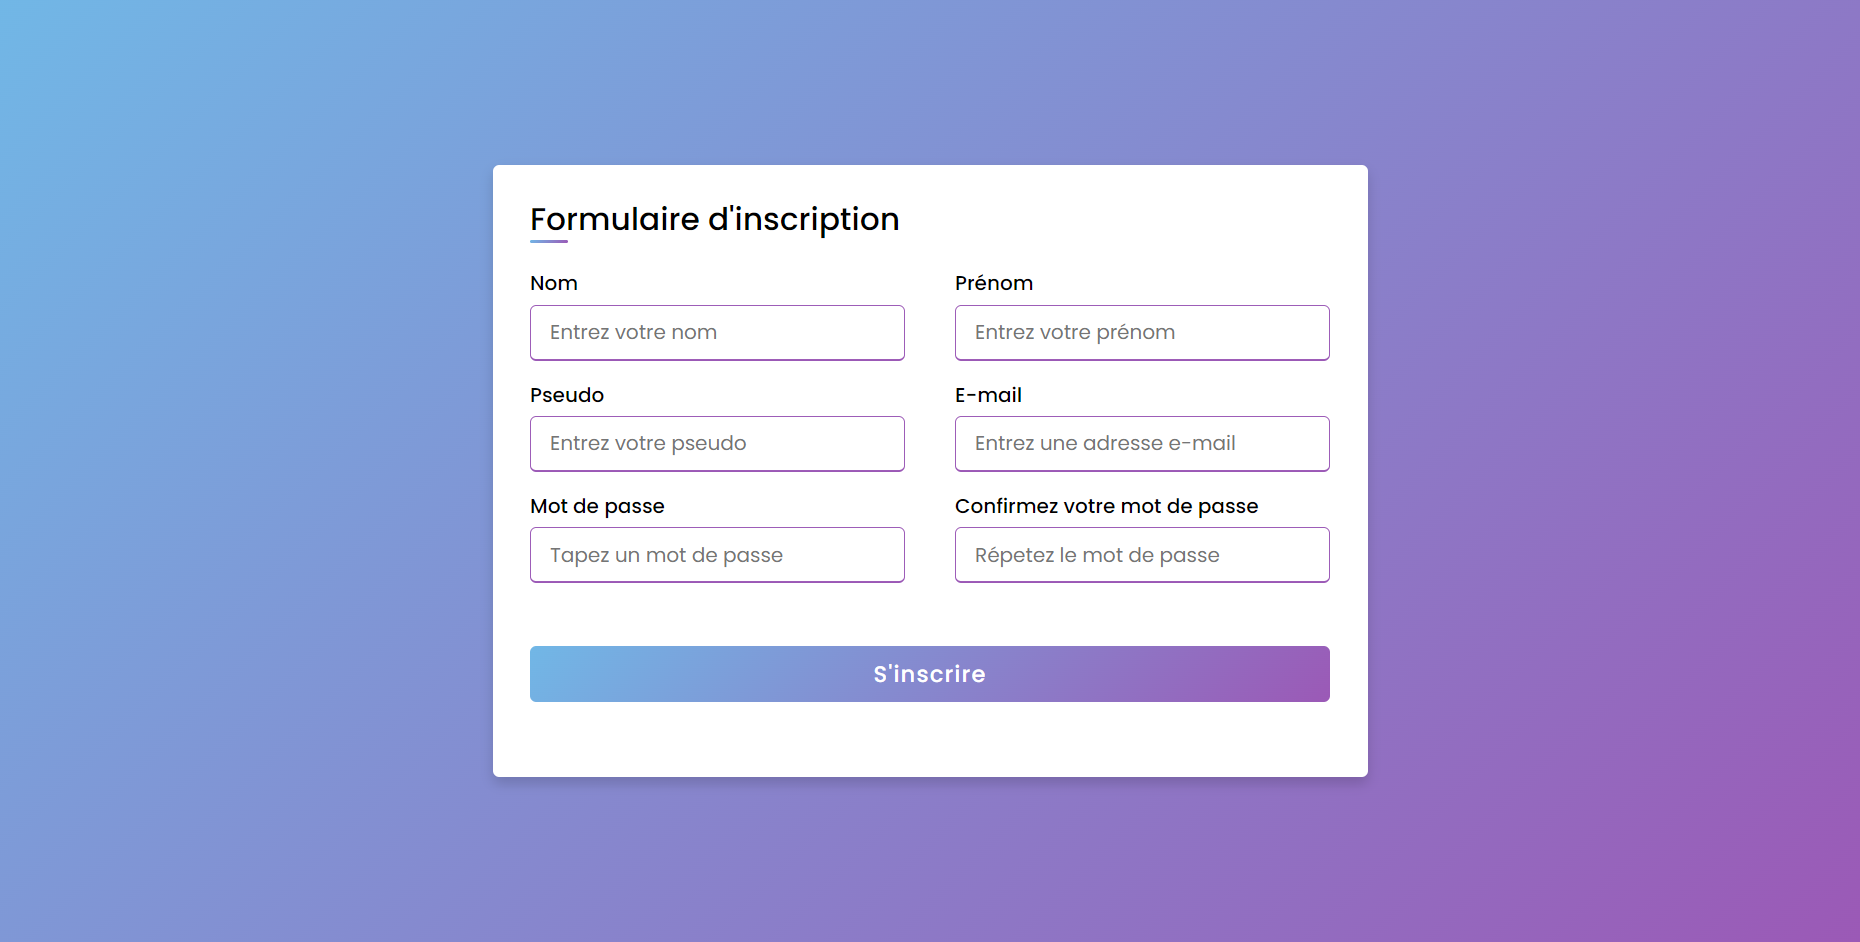 Formulaire d'inscription
Nom
Prénom
Entrez votre nom
Entrez votre prénom
Pseudo
E-mail
Entrez votre pseudo
Entrez une adresse e-mail
Mot de passe
Confirmez votre mot de passe
Tapez un mot de passe
Répetez le mot de passe
S'inscrire